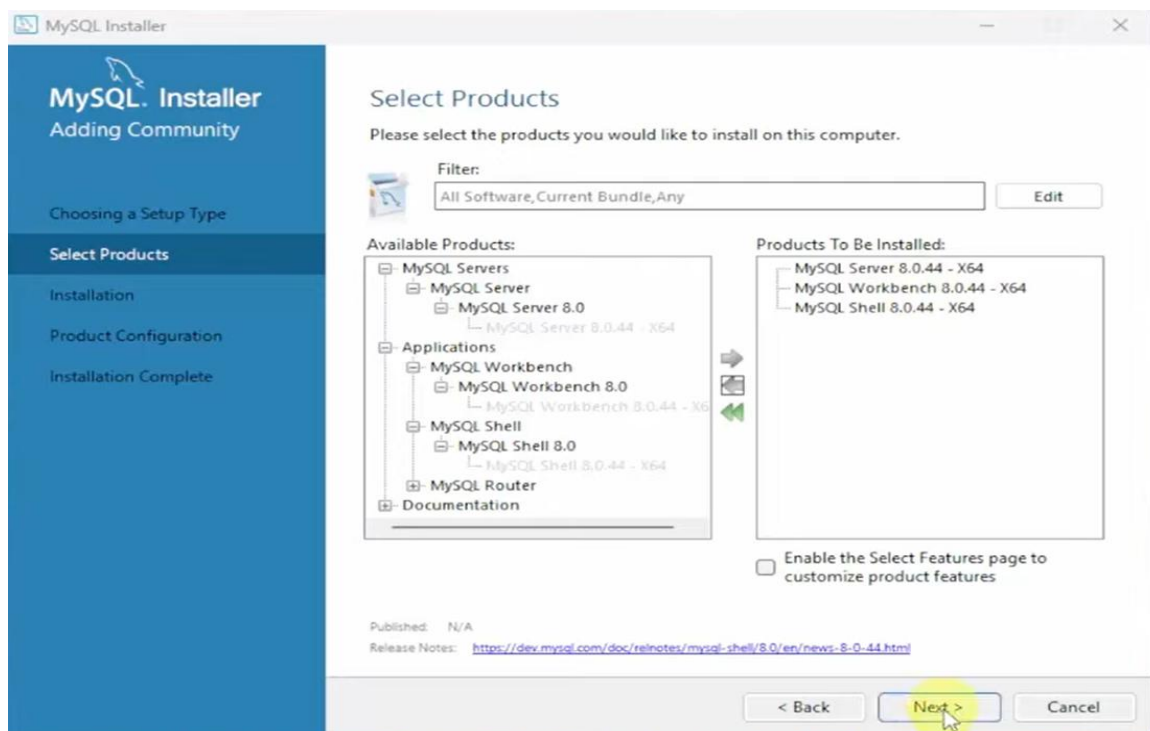 MySQL Installer
MySQL. Installer
Adding Community
Choosing a Setup Type
Select Products
Installation
Product Configuration
Installation Complete
Select Products
Please select the products you would like to install on this computer.
Filter:
All Software,Current Bundle,Any
Edit
Available Products:
MySQL Servers
MySQL Server
MySQL Server 8.0
MySQL Server 8.0.44 - X64
Applications
MySQL Workbench
MySQL Workbench 8.0
MySQL Workbench 8.0.44 - X6
MySQL Shell
MySQL Shell 8.0
MySQL Shell 8.0.44 - X64
MySQL Router
Documentation
Products To Be Installed:
MySQL Server 8.0.44 - X64
MySQL Workbench 8.0.44 - X64
MySQL Shell 8.0.44 - X64
Enable the Select Features page to
customize product features
Published: N/A
Release Notes: https://dev.mysql.com/doc/relnotes/mysql-shell/8.0/en/news-8-0-44.html
< Back
Next >
Cancel